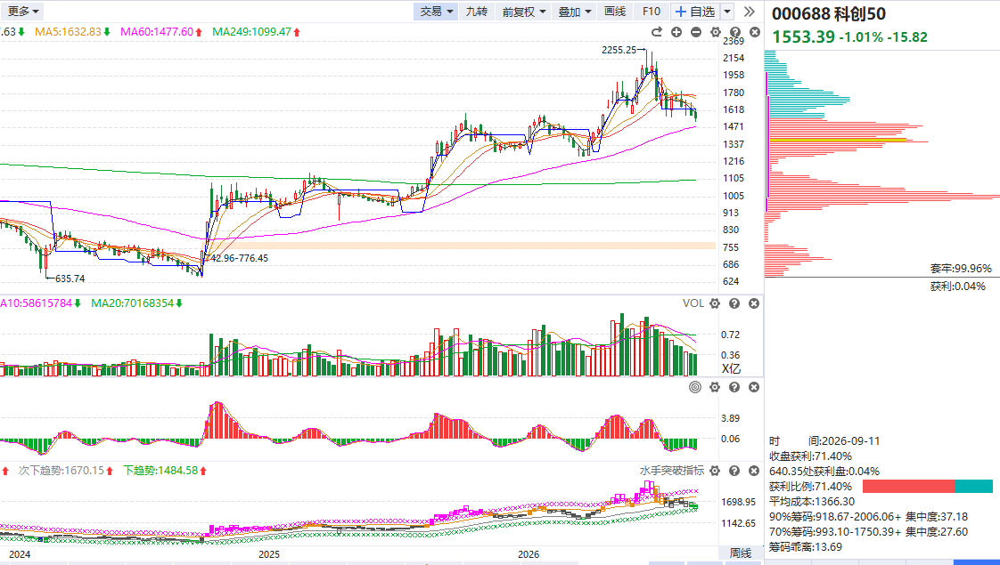 更多 交易 九转 前复权 叠加 画线 F10 自选
.63 MA5:1632.83 MA60:1477.60 MA249:1099.47
000688 科创50
1553.39 -1.01% -15.82
2255.25
2369
2154
1958
1780
1618
1471
1337
1216
1105
1005
913
830
755
686
624
42.96-776.45
635.74
套牢:99.96%
获利:0.04%
A10:58615784 MA20:70168354 VOL
0.72
0.36
X亿
3.89
0.06
次下趋势:1670.15 下趋势:1484.58 水手突破指标
1698.95
1142.65
2024 2025 2026 周线
时 间:2026-09-11
收盘获利:71.40%
640.35处获利盘:0.04%
获利比例:71.40%
平均成本:1366.30
90%筹码:918.67-2006.06+ 集中度:37.18
70%筹码:993.10-1750.39+ 集中度:27.60
筹码乖离:13.69